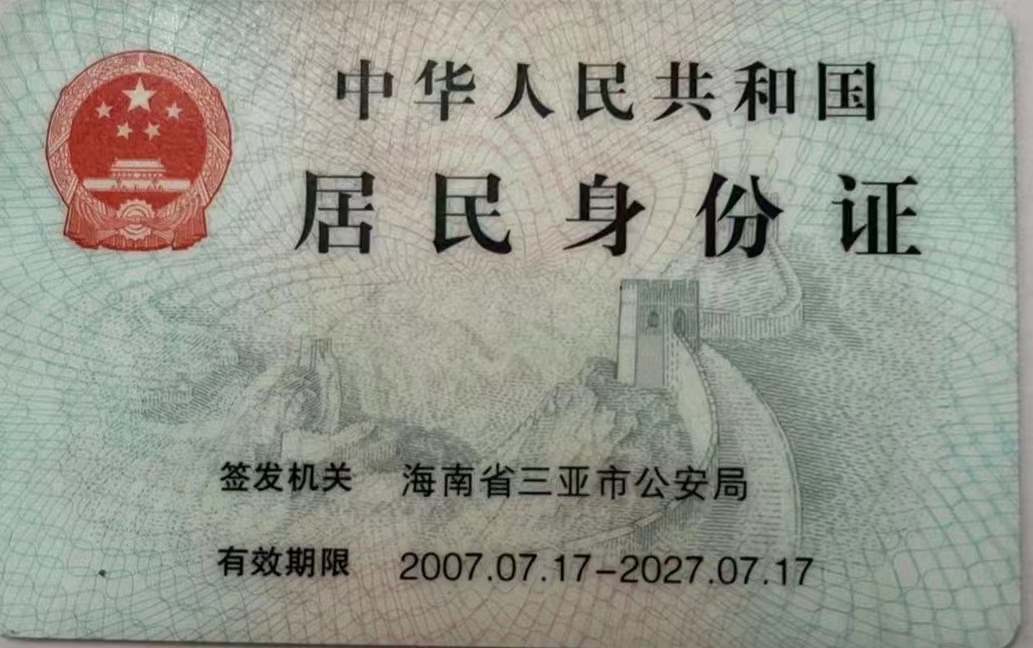 中华人民共和国
居民身份证
签发机关 海南省三亚市公安局
有效期限 2007.07.17-2027.07.17